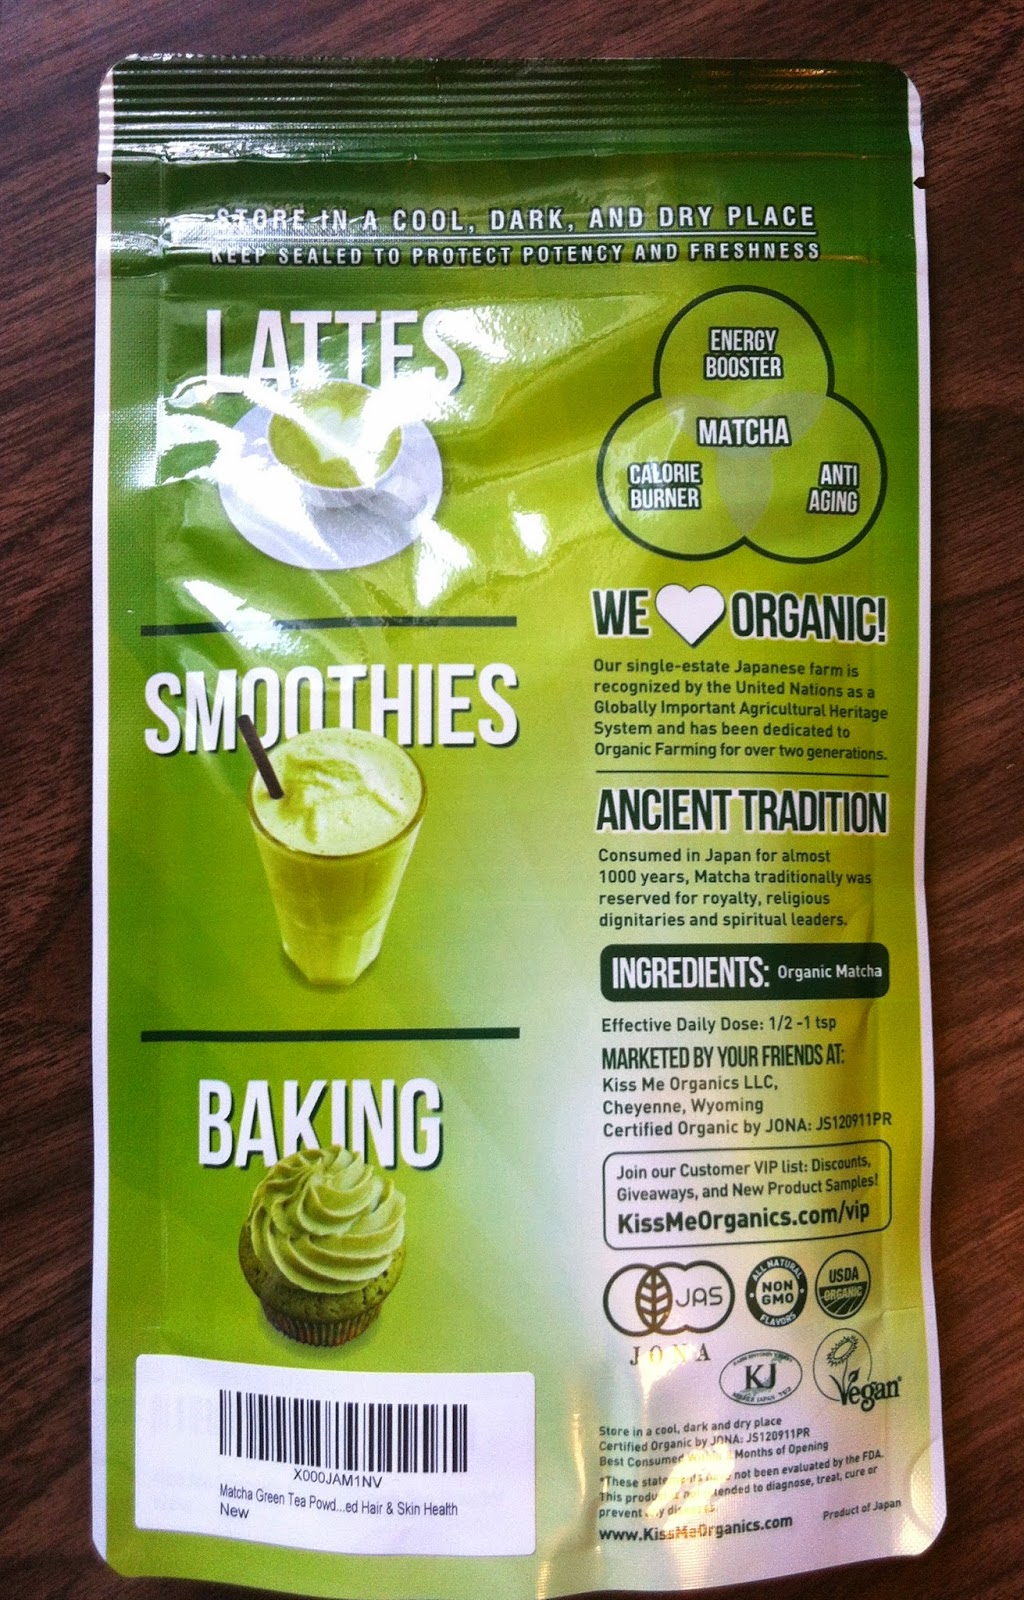 STORE IN A COOL, DARK, AND DRY PLACE
KEEP SEALED TO PROTECT POTENCY AND FRESHNESS
LATTES
SMOOTHIES
BAKING
ENERGY
BOOSTER
MATCHA
CALORIE
BURNER
ANTI
AGING
WE ORGANIC!
Our single-estate Japanese farm is
recognized by the United Nations as a
Globally Important Agricultural Heritage
System and has been dedicated to
Organic Farming for over two generations.
ANCIENT TRADITION
Consumed in Japan for almost
1000 years, Matcha traditionally was
reserved for royalty, religious
dignitaries and spiritual leaders.
INGREDIENTS: Organic Matcha
Effective Daily Dose: 1/2 -1 tsp
MARKETED BY YOUR FRIENDS AT:
Kiss Me Organics LLC,
Cheyenne, Wyoming
Certified Organic by JONA: JS120911PR
Join our Customer VIP list: Discounts,
Giveaways, and New Product Samples!
KissMeOrganics.com/vip
JAS
JONA
ALL NATURAL
NON
GMO
FLAVORS
USDA
ORGANIC
KJ
Vegan
Store in a cool, dark and dry place
Certified Organic by JONA: JS120911PR
Best Consumed Months of Opening
*These not been evaluated by the FDA.
This to diagnose, treat, cure or
prevent
www.KissMeOrganics.com
Product of Japan
X000JAM1NV
Matcha Green Tea Powd...ed Hair & Skin Health
New